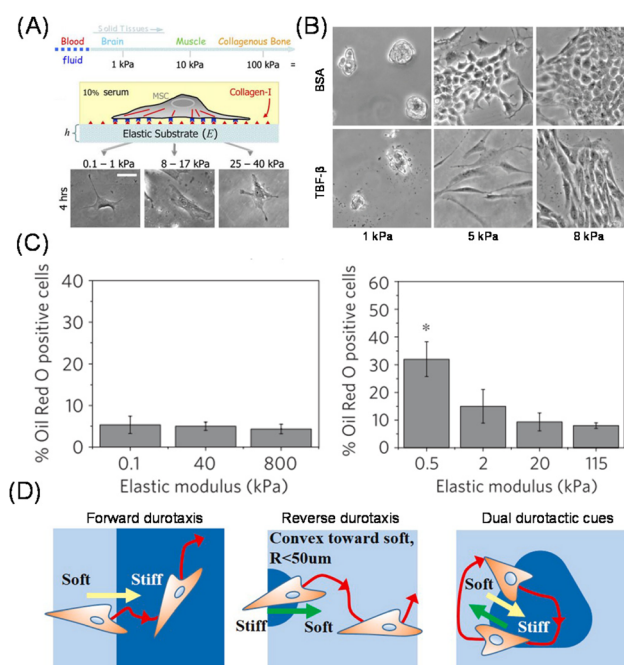 (A)
Solid Tissues
Blood Brain Muscle Collagenous Bone
fluid 1 kPa 10 kPa 100 kPa =
10% serum
MSC
Collagen-I
h
Elastic Substrate (E)
0.1 – 1 kPa 8 – 17 kPa 25 – 40 kPa
4 hrs
(B)
BSA
TBF-β
1 kPa 5 kPa 8 kPa
(C)
% Oil Red O positive cells
40
30
20
10
0
0.1 40 800
Elastic modulus (kPa)
% Oil Red O positive cells
60
50
40
30
20
10
0
*
0.5 2 20 115
Elastic modulus (kPa)
(D)
Forward durotaxis
Soft Stiff
Reverse durotaxis
Convex toward soft,
R<50um
Stiff Soft
Dual durotactic cues
Soft
Stiff